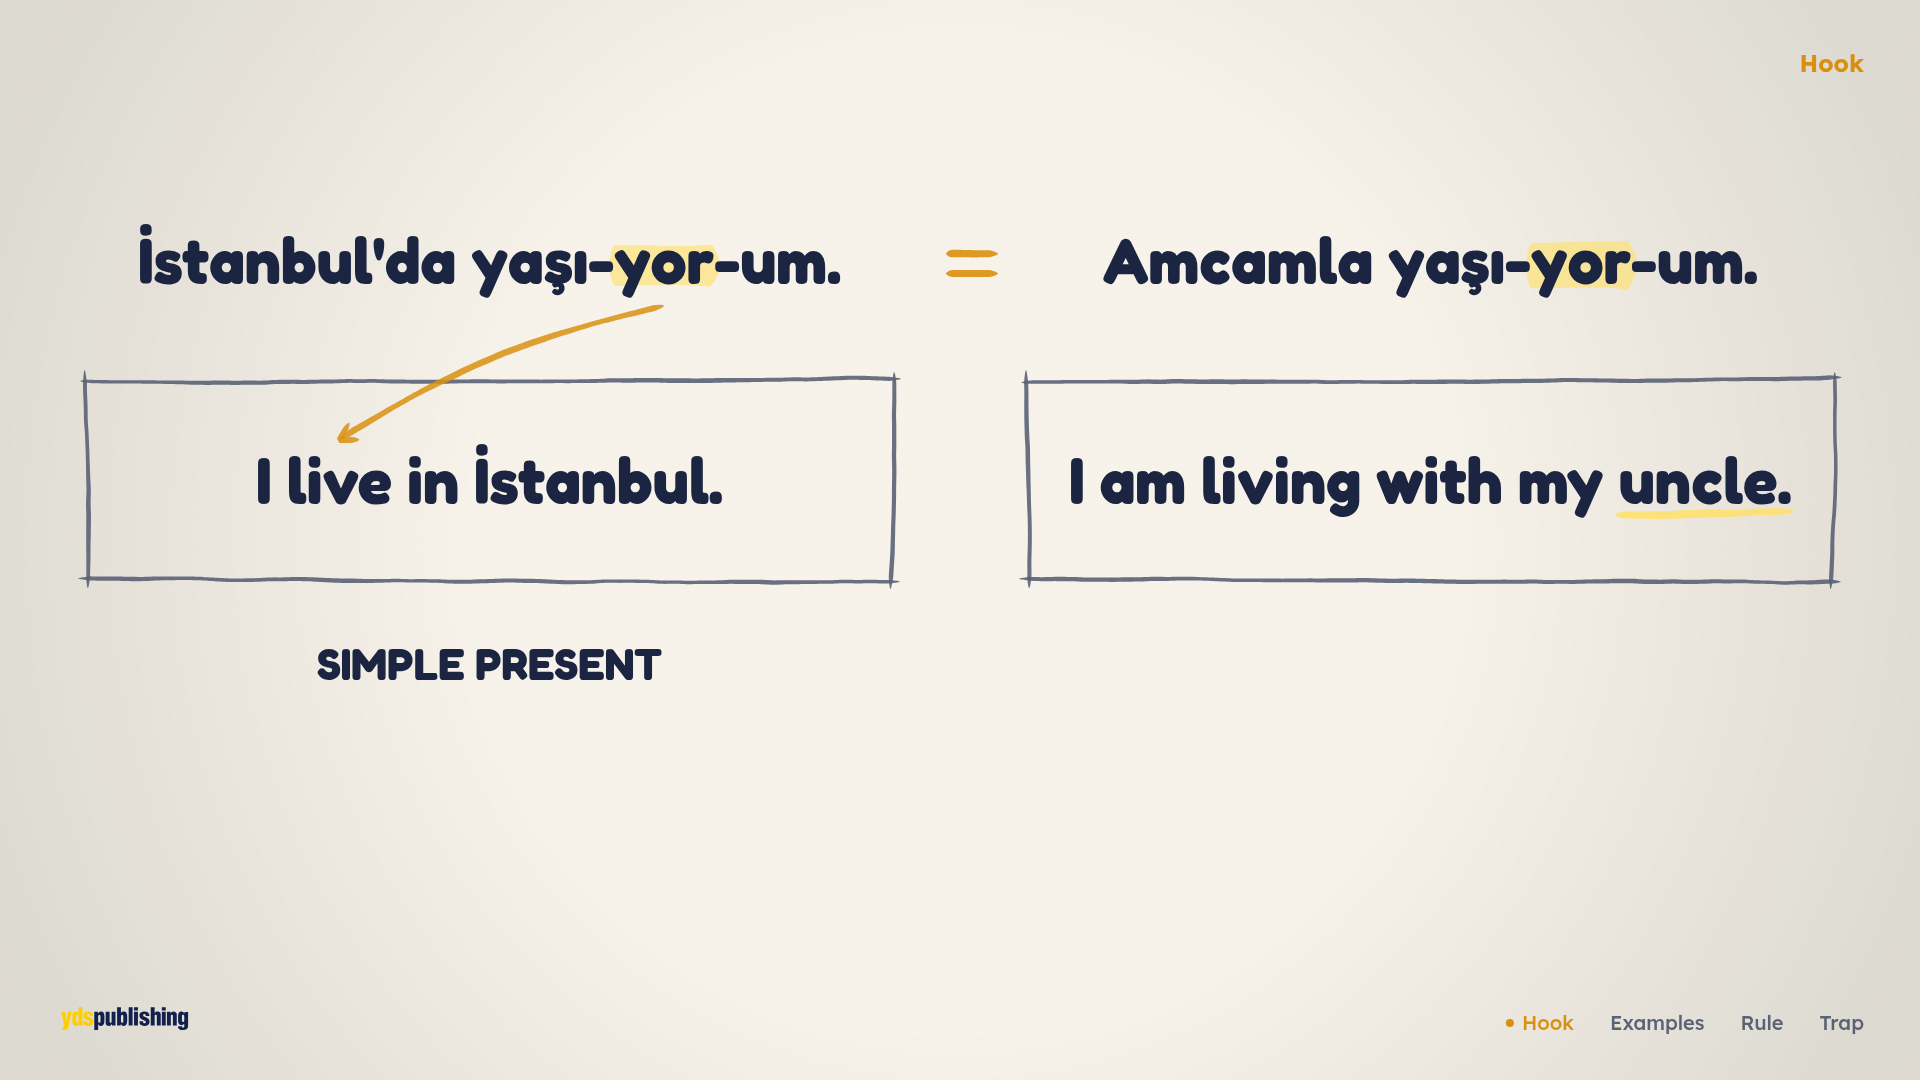 Hook
İstanbul'da yaşı-yor-um. = Amcamla yaşı-yor-um.
I live in İstanbul. I am living with my uncle.
SIMPLE PRESENT
ydspublishing
• Hook Examples Rule Trap